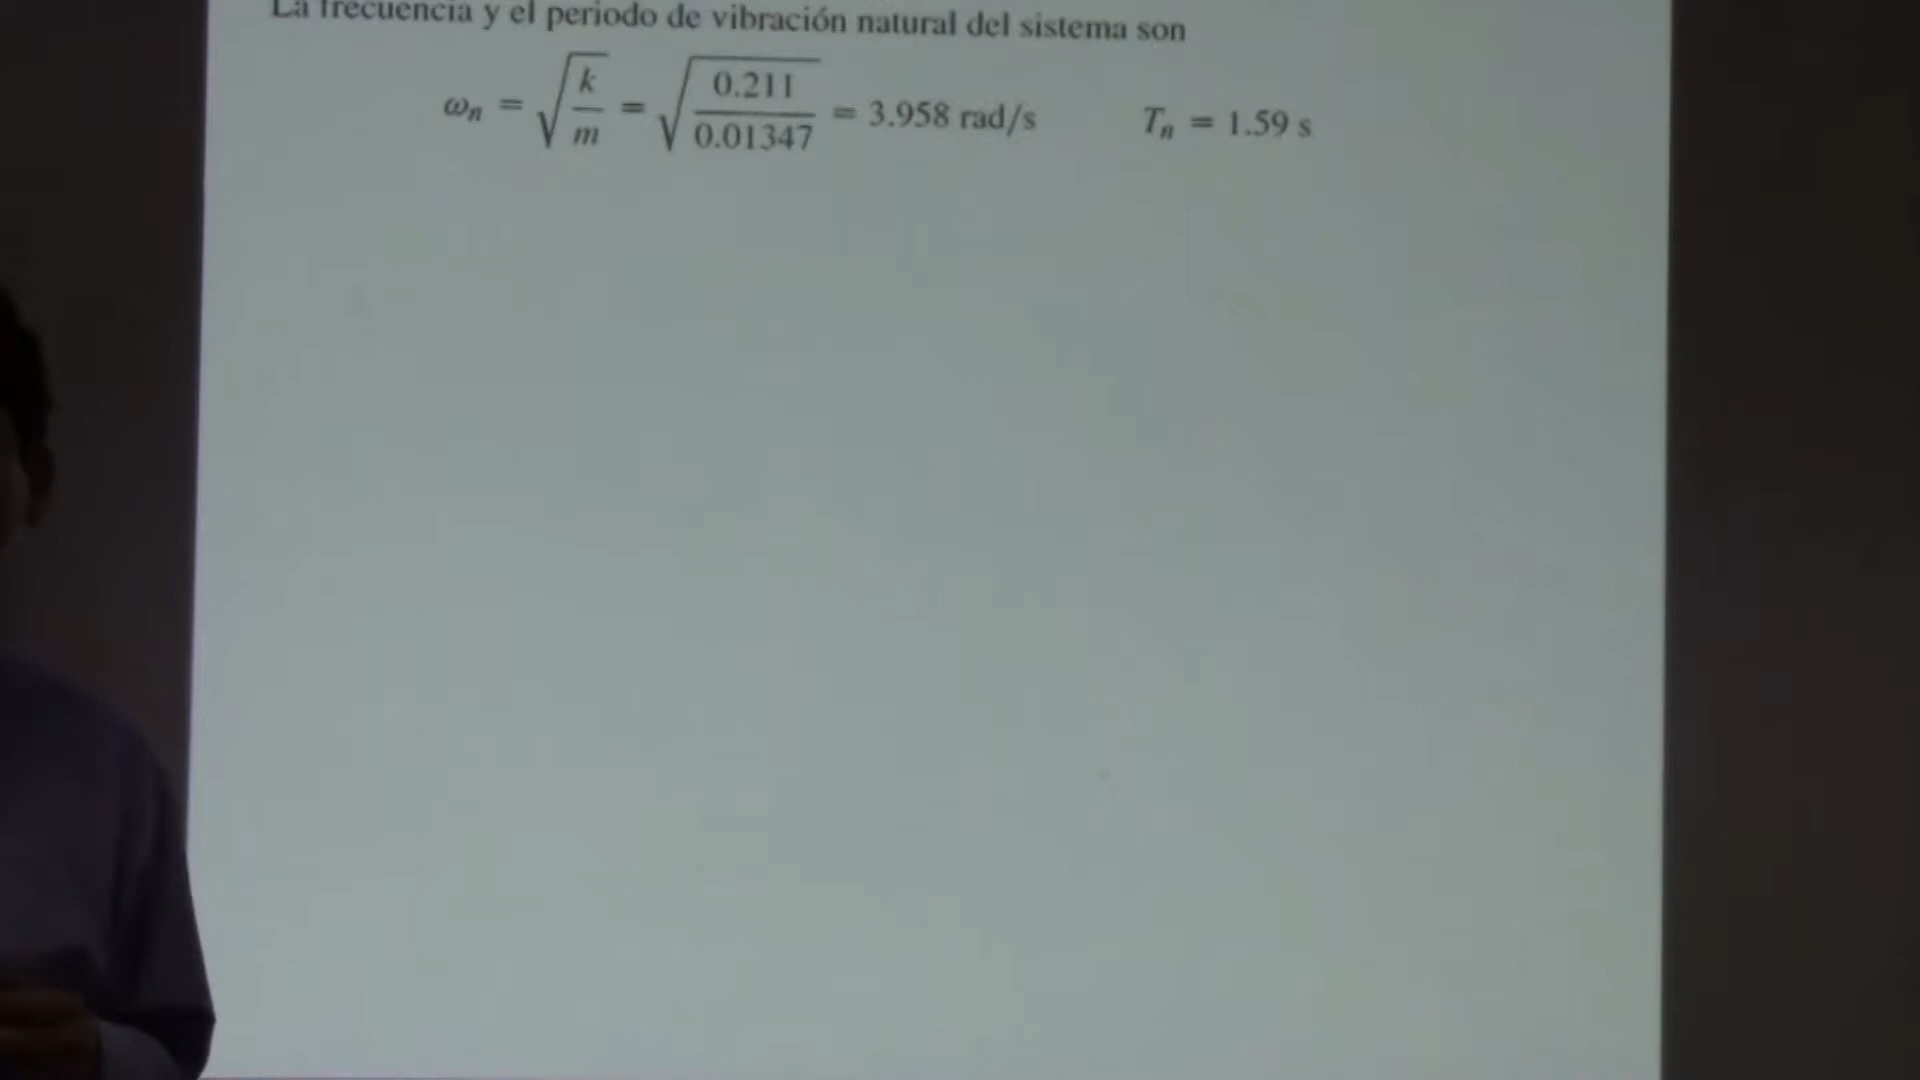 La frecuencia y el periodo de vibración natural del sistema son
ωn = √(k/m) = √(0.211/0.01347) = 3.958 rad/s Tn = 1.59 s